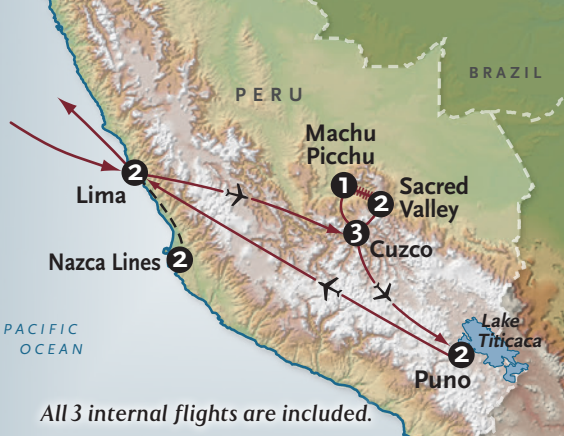 BRAZIL
PERU
Machu
Picchu
1
Sacred
Valley
2
2
Lima
3
Cuzco
Nazca Lines 2
Lake
Titicaca
PACIFIC
OCEAN
2
Puno
All 3 internal flights are included.